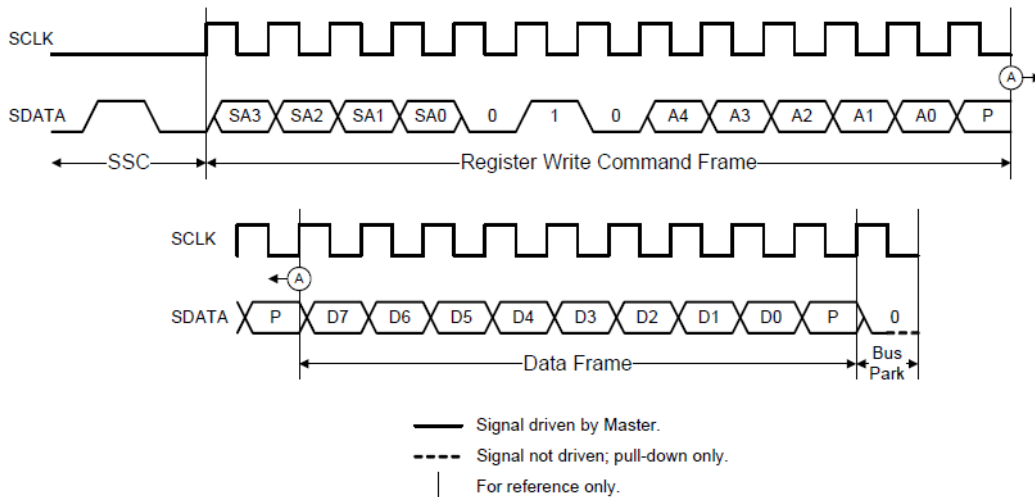 SCLK
A
SDATA SA3 SA2 SA1 SA0 0 1 0 A4 A3 A2 A1 A0 P
SSC Register Write Command Frame
SCLK
A
SDATA P D7 D6 D5 D4 D3 D2 D1 D0 P 0
Data Frame Bus
Park
Signal driven by Master.
Signal not driven; pull-down only.
For reference only.